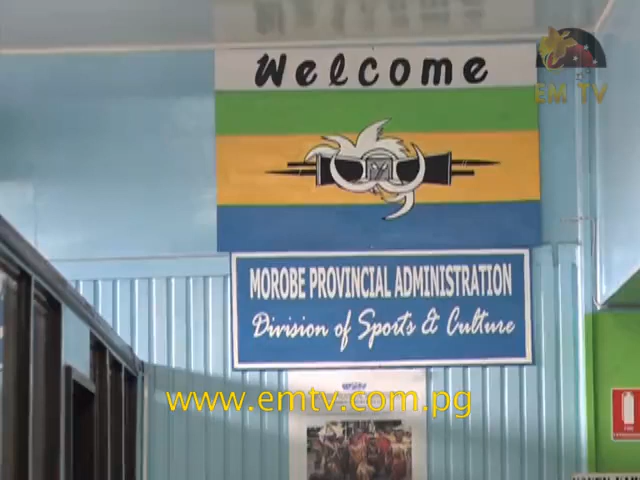 Welcome
EM TV
MOROBE PROVINCIAL ADMINISTRATION
Division of Sports & Culture
www.emtv.com.pg